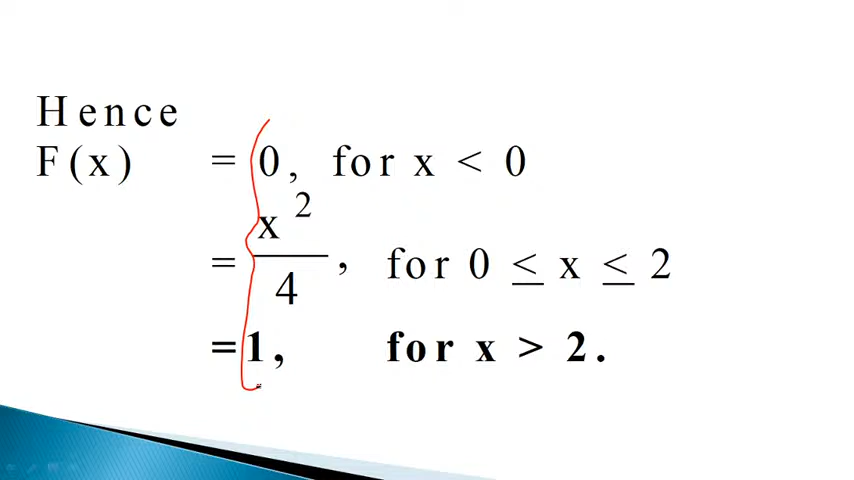 Hence
F(x) = 0, for x < 0
= x²/4, for 0 ≤ x ≤ 2
= 1, for x > 2.